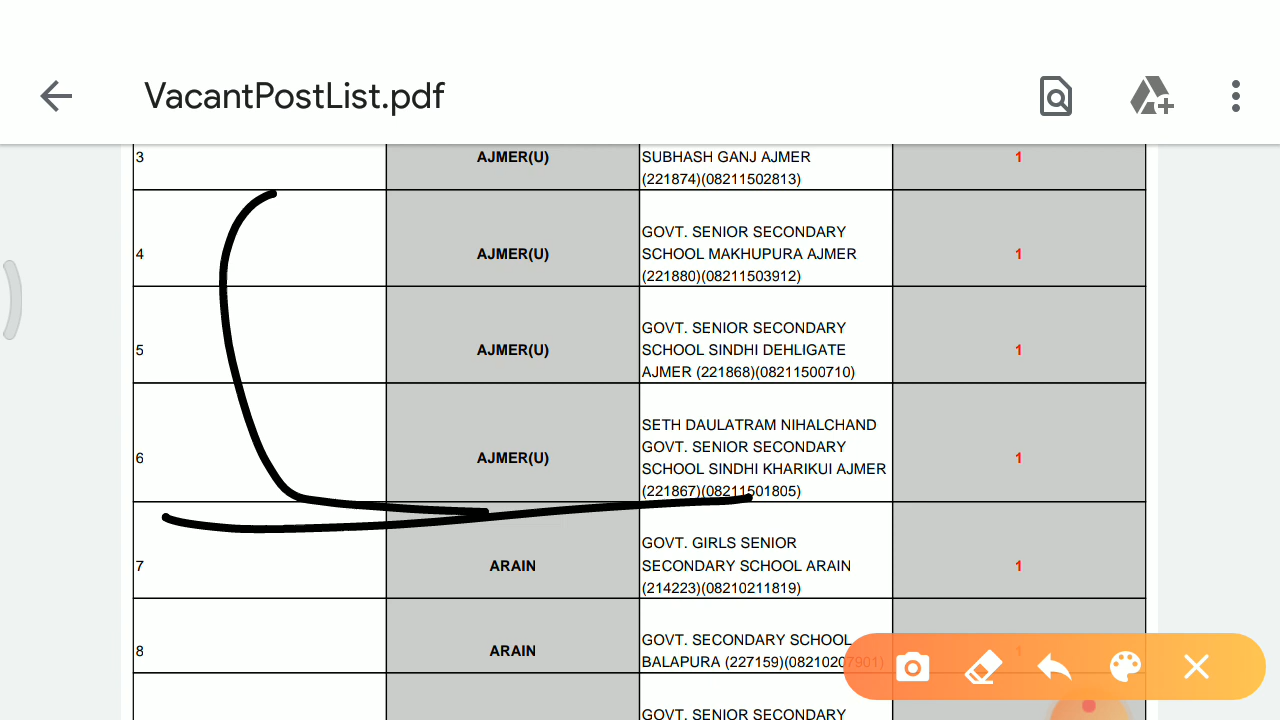 VacantPostList.pdf
3
AJMER(U)
SUBHASH GANJ AJMER
(221874)(08211502813)
1
4
AJMER(U)
GOVT. SENIOR SECONDARY
SCHOOL MAKHUPURA AJMER
(221880)(08211503912)
1
5
AJMER(U)
GOVT. SENIOR SECONDARY
SCHOOL SINDHI DEHLIGATE
AJMER (221868)(08211500710)
1
6
AJMER(U)
SETH DAULATRAM NIHALCHAND
GOVT. SENIOR SECONDARY
SCHOOL SINDHI KHARIKUI AJMER
(221867)(08211501805)
1
7
ARAIN
GOVT. GIRLS SENIOR
SECONDARY SCHOOL ARAIN
(214223)(08210211819)
1
8
ARAIN
GOVT. SECONDARY SCHOOL
BALAPURA (227159)(08210207901)
1
GOVT. SENIOR SECONDARY